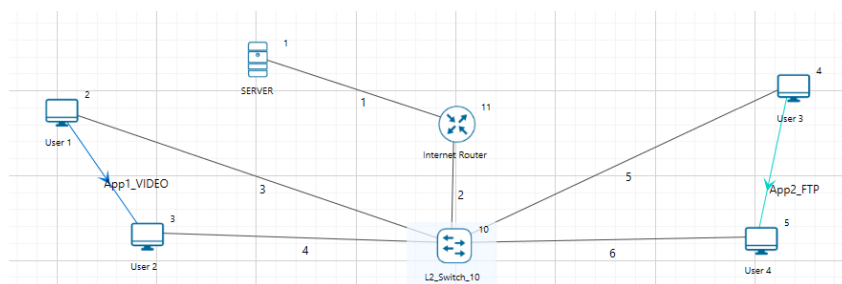 1
SERVER
4
2
1
11
User 3
User 1
Internet Router
App1_VIDEO
3
2
5
App2_FTP
3
10
5
User 2
4
6
L2_Switch_10
User 4